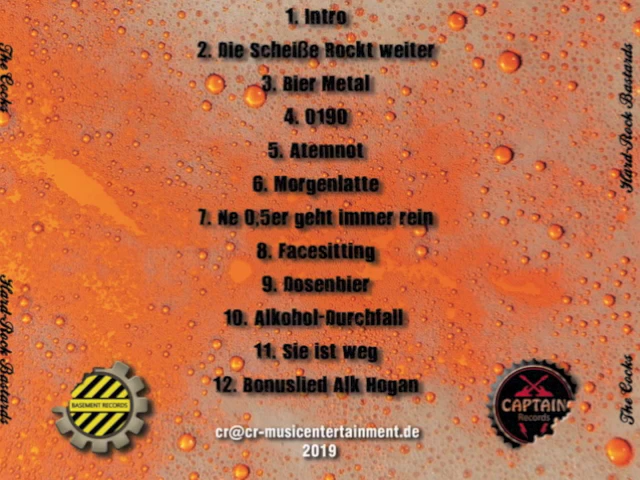 1. Intro
2. Die Scheiße Rockt weiter
3. Bier Metal
4. 0190
5. Atemnot
6. Morgenlatte
7. Ne 0,5er geht immer rein
8. Facesitting
9. Dosenbier
10. Alkohol-Durchfall
11. Sie ist weg
12. Bonuslied Alk Hogan
cr@cr-musicentertainment.de
2019
The Cocks
Hard-Rock Bastards
Hard-Rock Bastards
The Cocks
BASEMENT RECORDS
CAPTAIN
Records